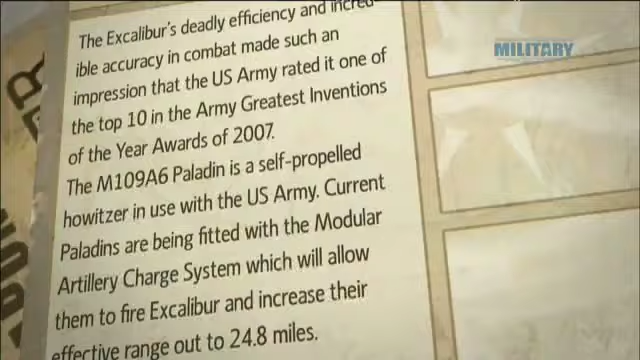 The Excalibur's deadly efficiency and incred-
ible accuracy in combat made such an
impression that the US Army rated it one of
the top 10 in the Army Greatest Inventions
of the Year Awards of 2007.
The M109A6 Paladin is a self-propelled
howitzer in use with the US Army. Current
Paladins are being fitted with the Modular
Artillery Charge System which will allow
them to fire Excalibur and increase their
effective range out to 24.8 miles.
MILITARY